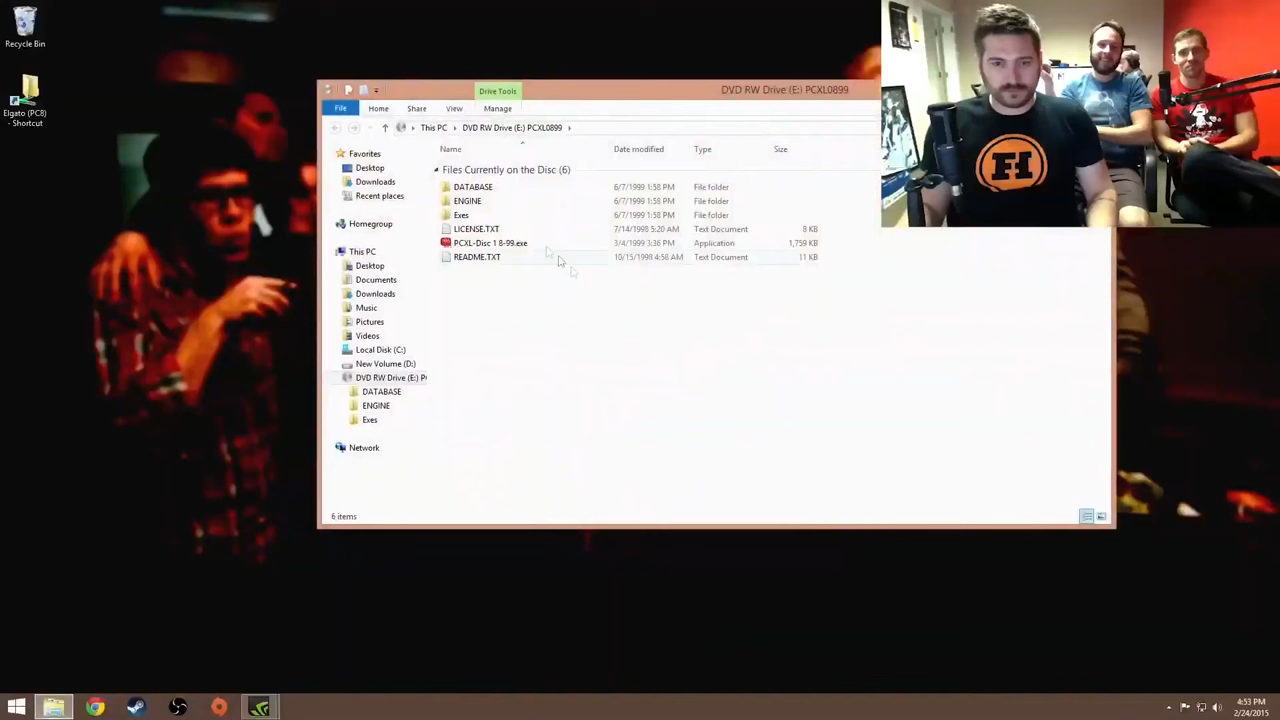 Recycle Bin
Elgato (PC8)
- Shortcut
Drive Tools
DVD RW Drive (E:) PCXL0899
File Home Share View Manage
This PC DVD RW Drive (E:) PCXL0899
Name Date modified Type Size
Files Currently on the Disc (6)
DATABASE 6/7/1999 1:58 PM File folder
ENGINE 6/7/1999 1:58 PM File folder
Exes 6/7/1999 1:58 PM File folder
LICENSE.TXT 7/14/1998 5:20 AM Text Document 8 KB
PCXL-Disc 1 8-99.exe 3/4/1999 3:36 PM Application 1,759 KB
README.TXT 10/15/1998 4:58 AM Text Document 11 KB
Favorites
Desktop
Downloads
Recent places
Homegroup
This PC
Desktop
Documents
Downloads
Music
Pictures
Videos
Local Disk (C:)
New Volume (D:)
DVD RW Drive (E:) P
DATABASE
ENGINE
Exes
Network
6 items
4:53 PM
2/24/2015